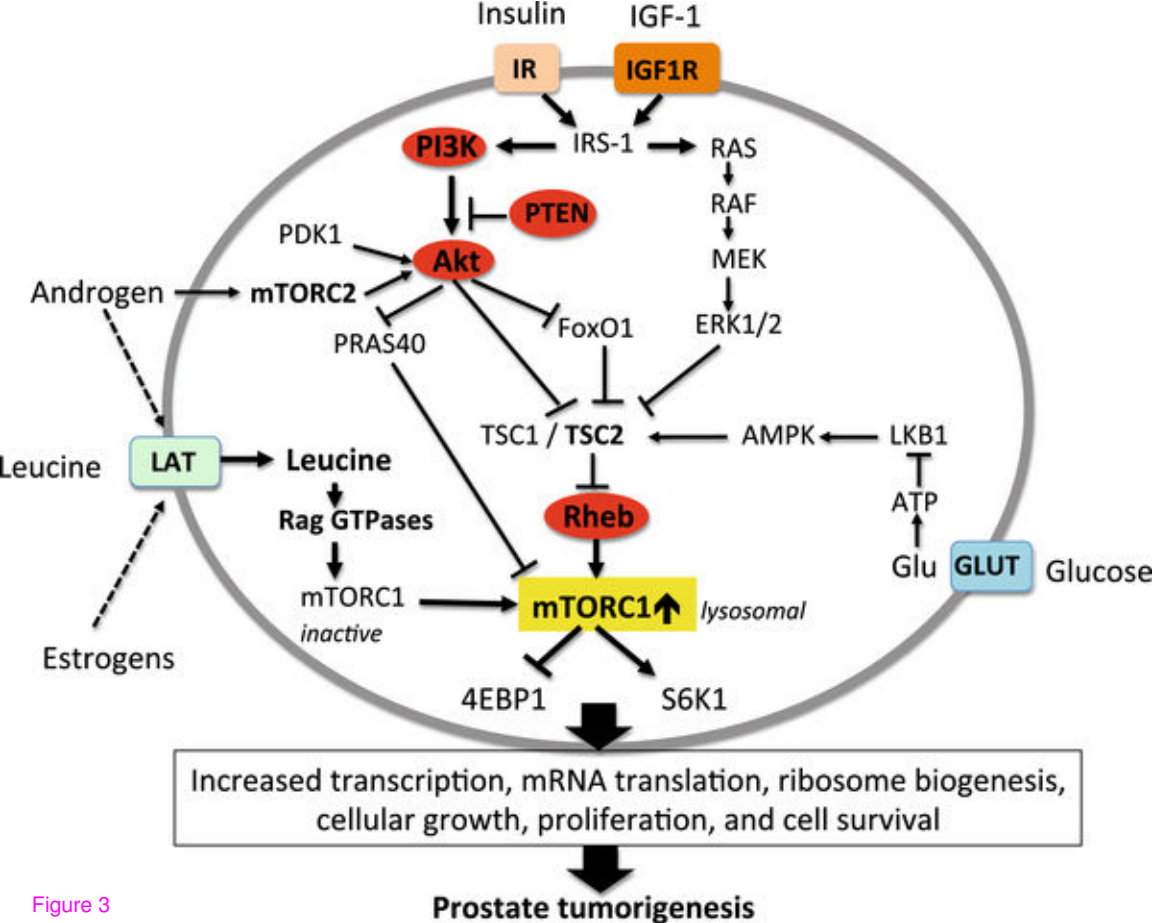 Insulin
IGF-1
IR
IGF1R
PI3K
IRS-1
RAS
RAF
PTEN
PDK1
Akt
MEK
Androgen
mTORC2
PRAS40
FoxO1
ERK1/2
TSC1 / TSC2
AMPK
LKB1
Leucine
LAT
Leucine
ATP
Rag GTPases
Rheb
Glu
GLUT
Glucose
mTORC1
inactive
mTORC1
lysosomal
Estrogens
4EBP1
S6K1
Increased transcription, mRNA translation, ribosome biogenesis,
cellular growth, proliferation, and cell survival
Figure 3
Prostate tumorigenesis